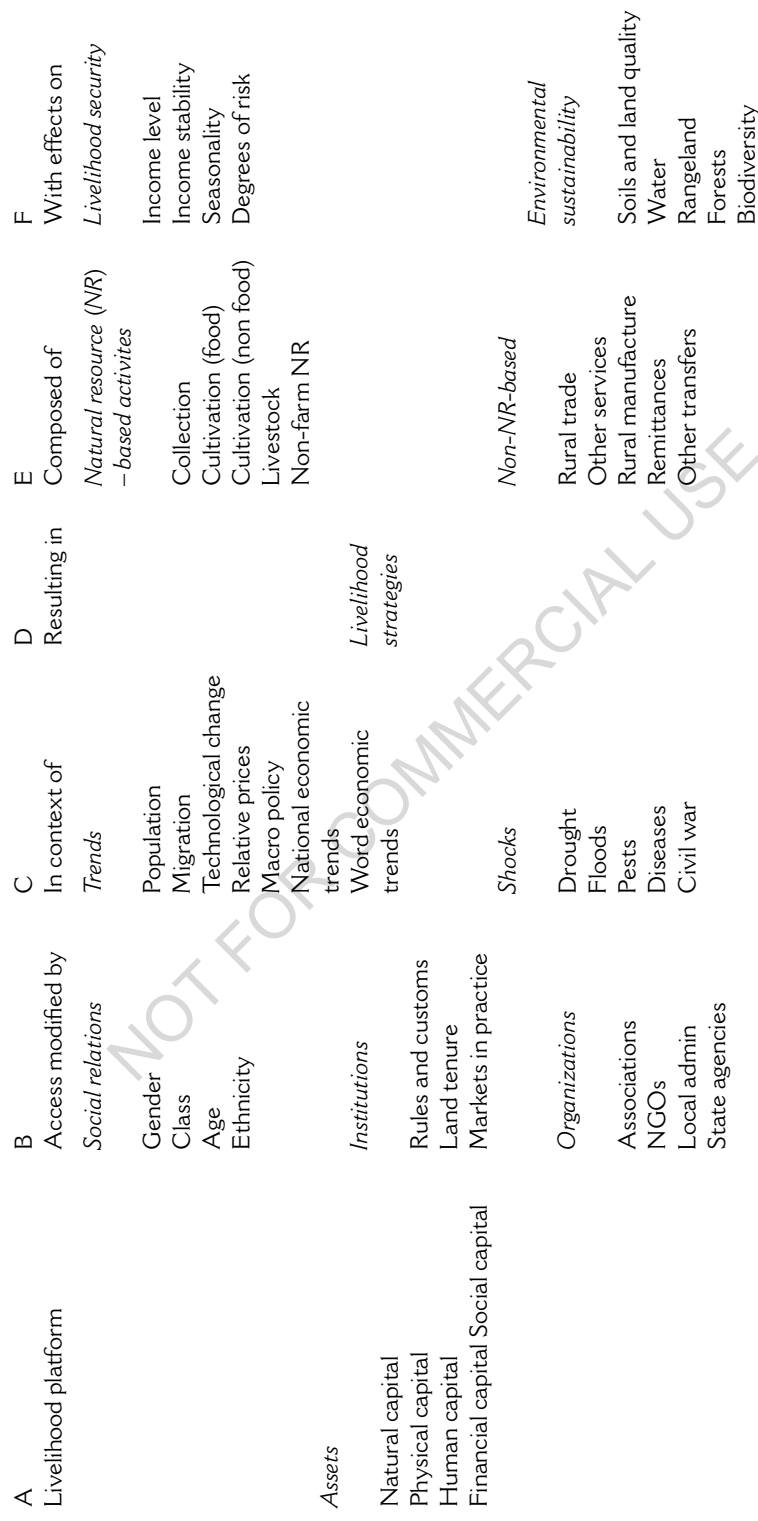 A
Livelihood platform
Assets
Natural capital
Physical capital
Human capital
Financial capital Social capital
B
Access modified by
Social relations
Gender
Class
Age
Ethnicity
Institutions
Rules and customs
Land tenure
Markets in practice
Organizations
Associations
NGOs
Local admin
State agencies
C
In context of
Trends
Population
Migration
Technological change
Relative prices
Macro policy
National economic
trends
Word economic
trends
Shocks
Drought
Floods
Pests
Diseases
Civil war
D
Resulting in
Livelihood
strategies
E
Composed of
Natural resource (NR)
– based activites
Collection
Cultivation (food)
Cultivation (non food)
Livestock
Non-farm NR
Non-NR-based
Rural trade
Other services
Rural manufacture
Remittances
Other transfers
F
With effects on
Livelihood security
Income level
Income stability
Seasonality
Degrees of risk
Environmental
sustainability
Soils and land quality
Water
Rangeland
Forests
Biodiversity
NOT FOR COMMERCIAL USE